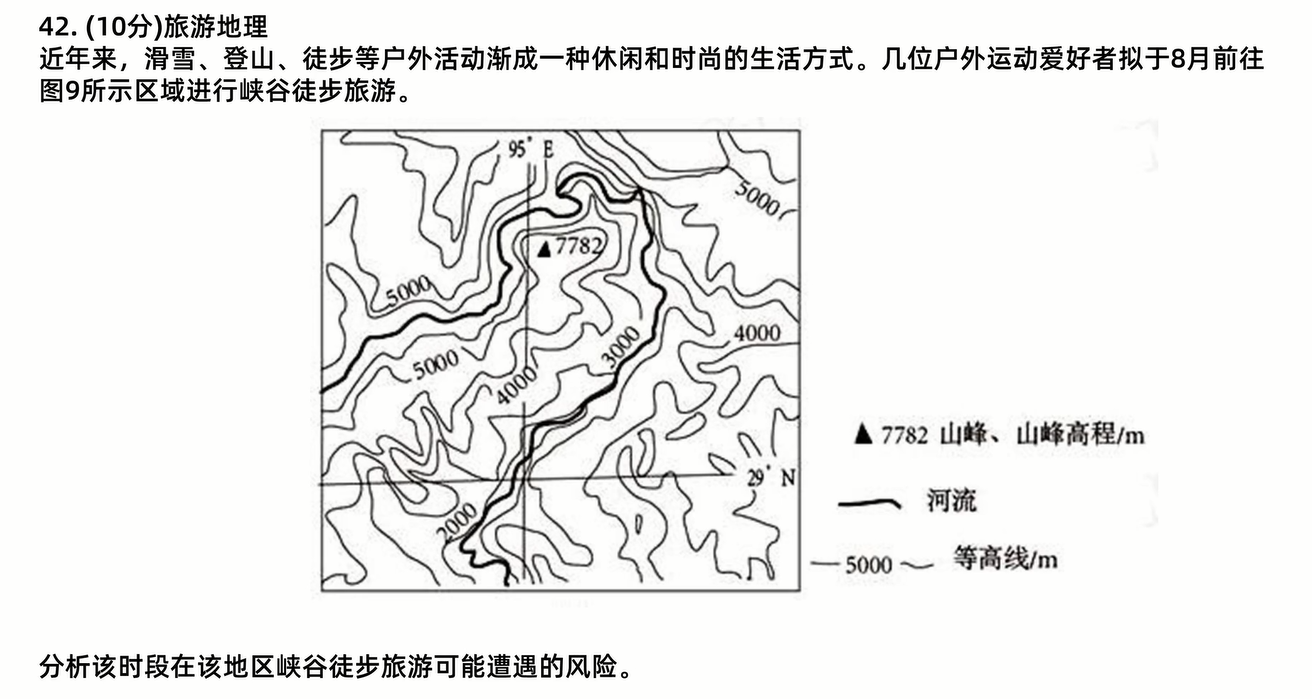 42. (10分)旅游地理
近年来，滑雪、登山、徒步等户外活动渐成一种休闲和时尚的生活方式。几位户外运动爱好者拟于8月前往
图9所示区域进行峡谷徒步旅游。
95° E
5000
▲7782
5000
4000
3000
5000
4000
▲ 7782 山峰、山峰高程/m
29° N
河流
2000
5000 等高线/m
分析该时段在该地区峡谷徒步旅游可能遭遇的风险。